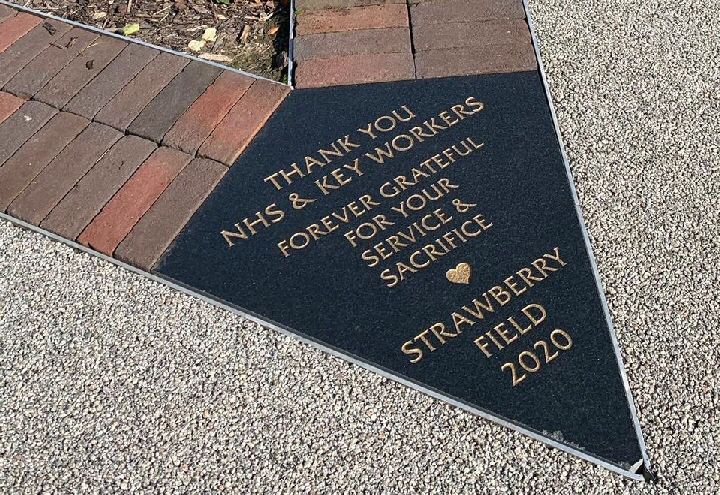 THANK YOU
NHS & KEY WORKERS
FOREVER GRATEFUL
FOR YOUR
SERVICE &
SACRIFICE
STRAWBERRY
FIELD
2020